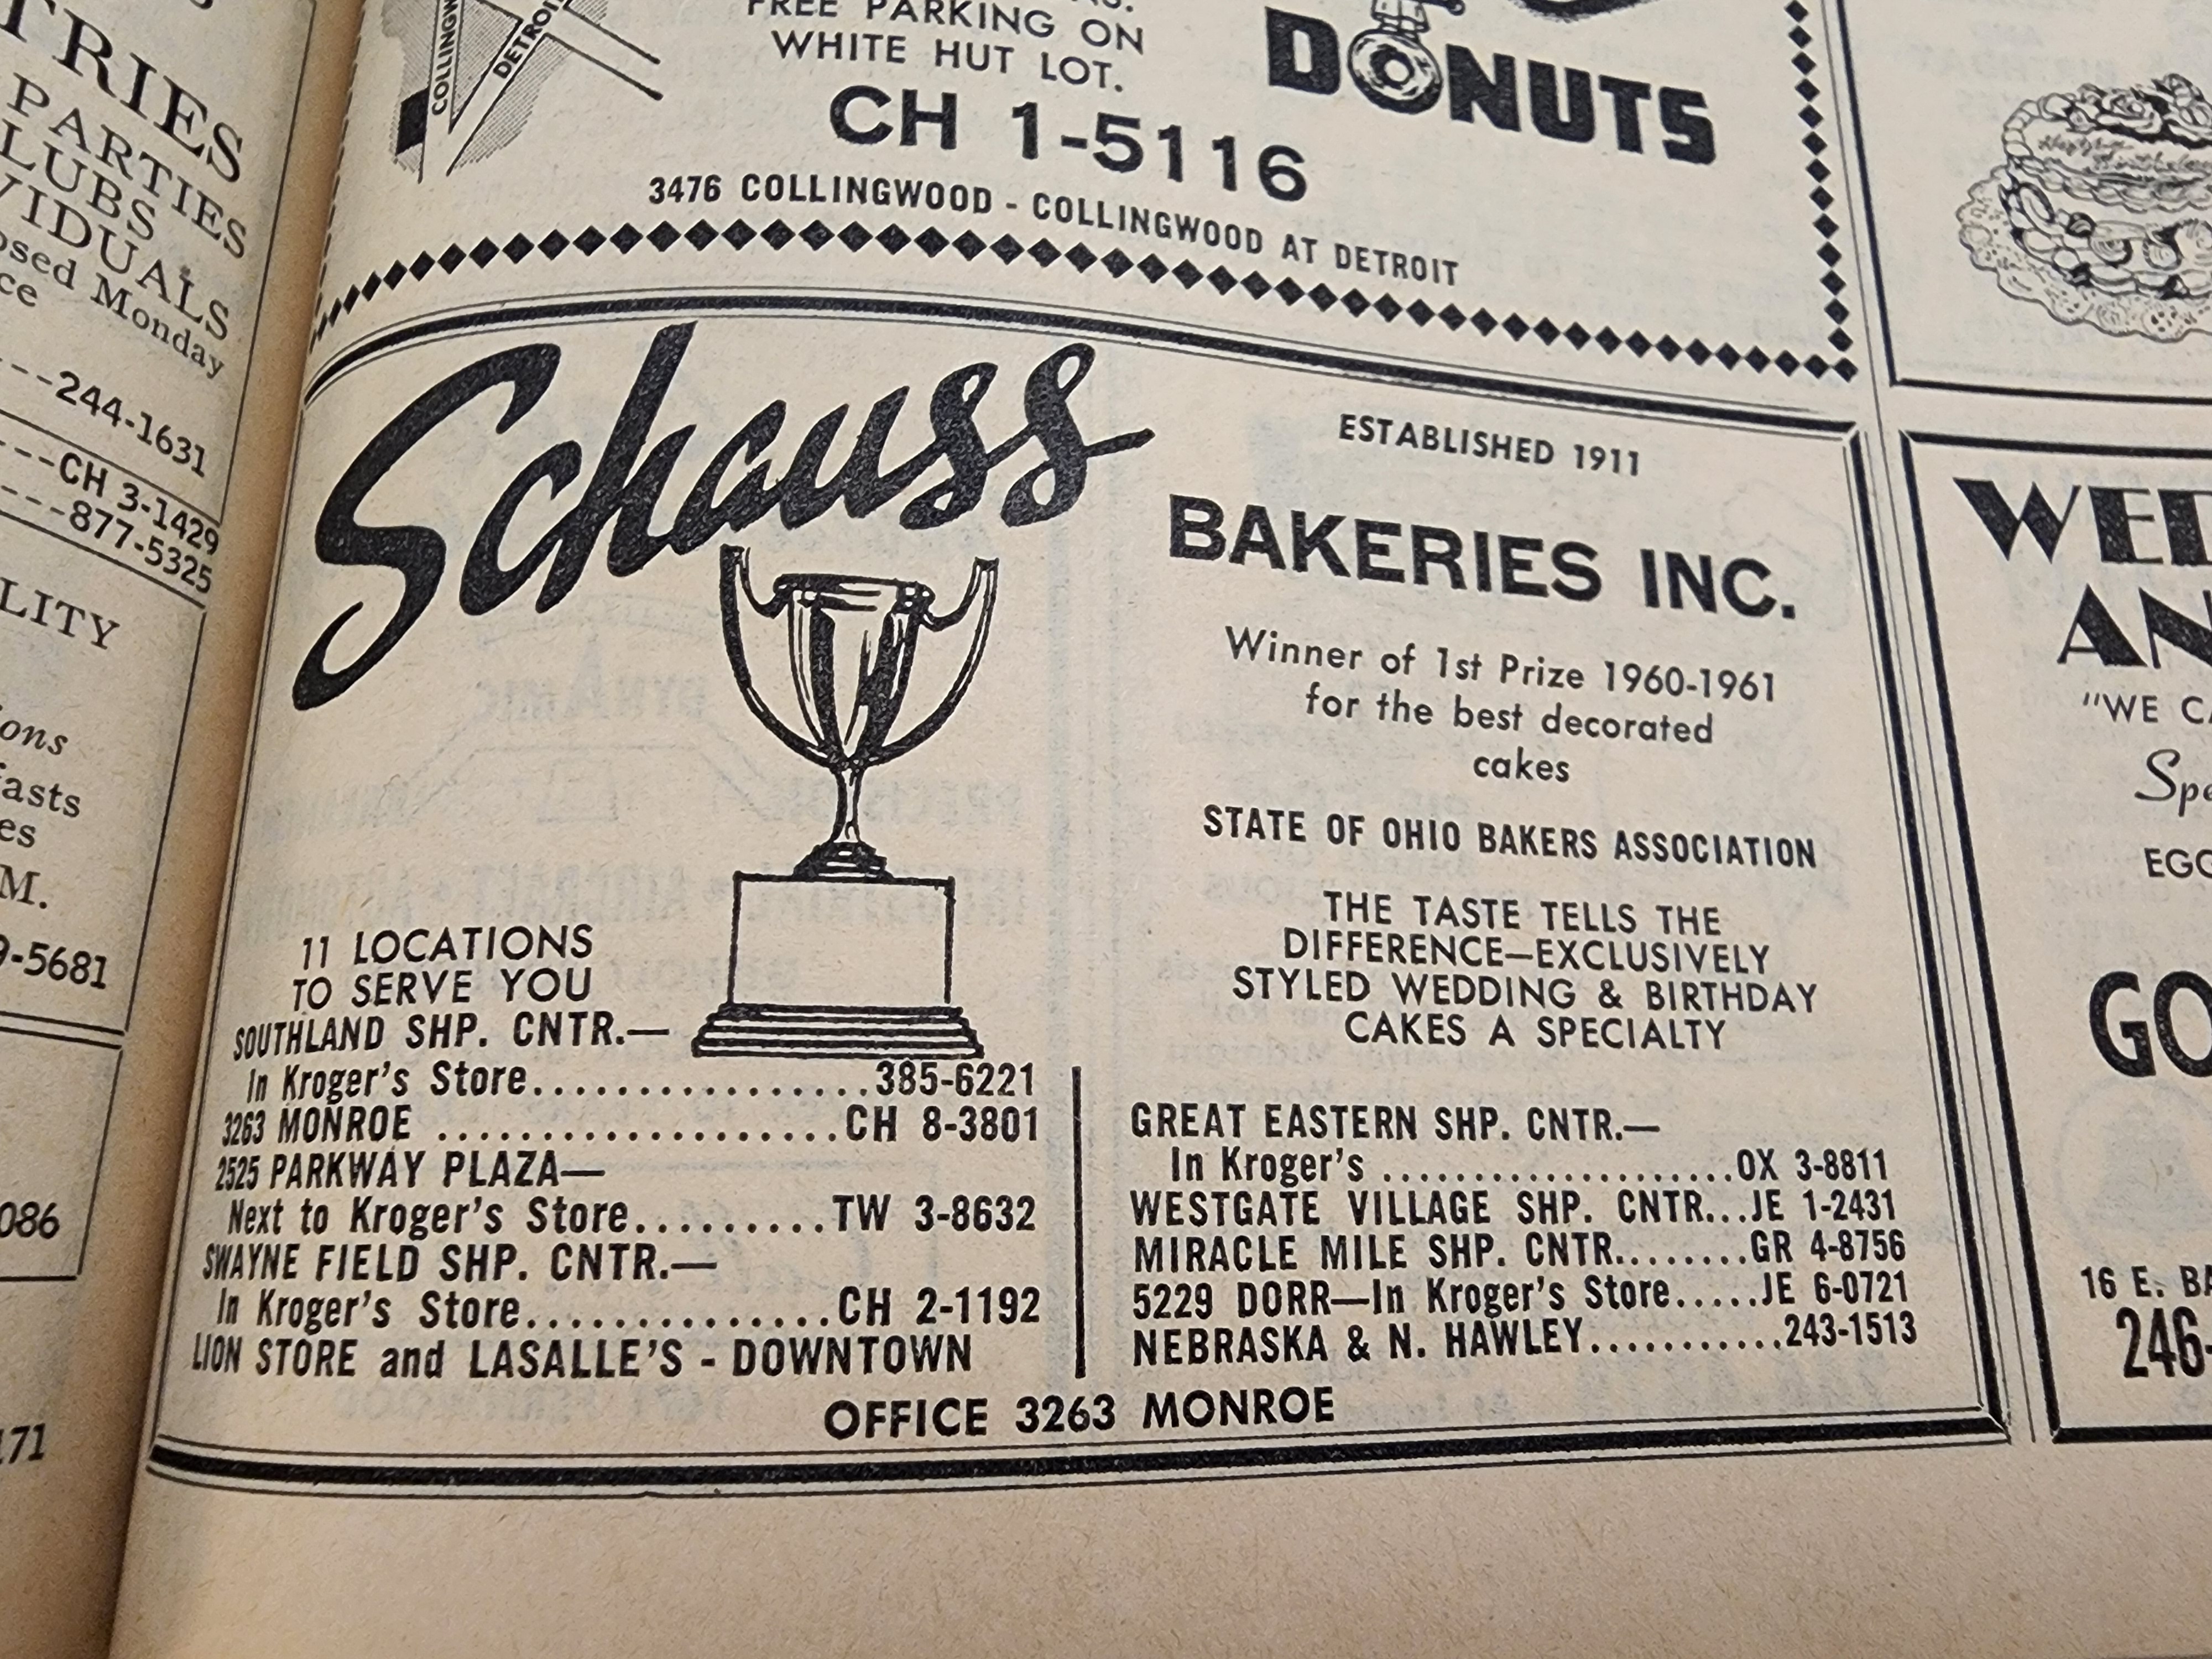 TRIES
PARTIES
LUBS
VIDUALS
osed Monday
ce
---244-1631
---CH 3-1429
---877-5325
LITY
ons
asts
es
M.
9-5681
086
171
COLLINGW
DETROI
FREE PARKING ON
WHITE HUT LOT.
CH 1-5116
3476 COLLINGWOOD - COLLINGWOOD AT DETROIT
DONUTS
Schauss
ESTABLISHED 1911
BAKERIES INC.
Winner of 1st Prize 1960-1961
for the best decorated
cakes
STATE OF OHIO BAKERS ASSOCIATION
THE TASTE TELLS THE
DIFFERENCE—EXCLUSIVELY
STYLED WEDDING & BIRTHDAY
CAKES A SPECIALTY
11 LOCATIONS
TO SERVE YOU
SOUTHLAND SHP. CNTR.—
In Kroger's Store................385-6221
3263 MONROE ...................CH 8-3801
2525 PARKWAY PLAZA—
Next to Kroger's Store.........TW 3-8632
SWAYNE FIELD SHP. CNTR.—
In Kroger's Store...............CH 2-1192
LION STORE and LASALLE'S - DOWNTOWN
GREAT EASTERN SHP. CNTR.—
In Kroger's .....................OX 3-8811
WESTGATE VILLAGE SHP. CNTR...JE 1-2431
MIRACLE MILE SHP. CNTR........GR 4-8756
5229 DORR—In Kroger's Store.....JE 6-0721
NEBRASKA & N. HAWLEY...........243-1513
OFFICE 3263 MONROE
WED
AN
"WE CA
Spe
EGG
GO
16 E. BA
246-